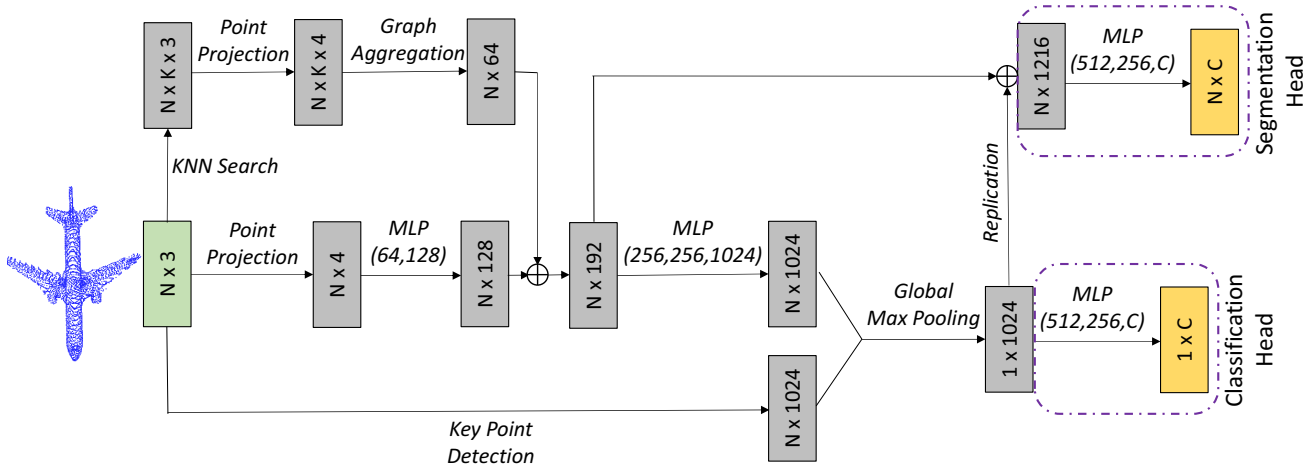 N x K x 3
Point
Projection
N x K x 4
Graph
Aggregation
N x 64
N x 1216
MLP
(512,256,C)
N x C
Segmentation
Head
KNN Search
Replication
N x 3
Point
Projection
N x 4
MLP
(64,128)
N x 128
N x 192
MLP
(256,256,1024)
N x 1024
Global
Max Pooling
1 x 1024
MLP
(512,256,C)
1 x C
Classification
Head
N x 1024
Key Point
Detection